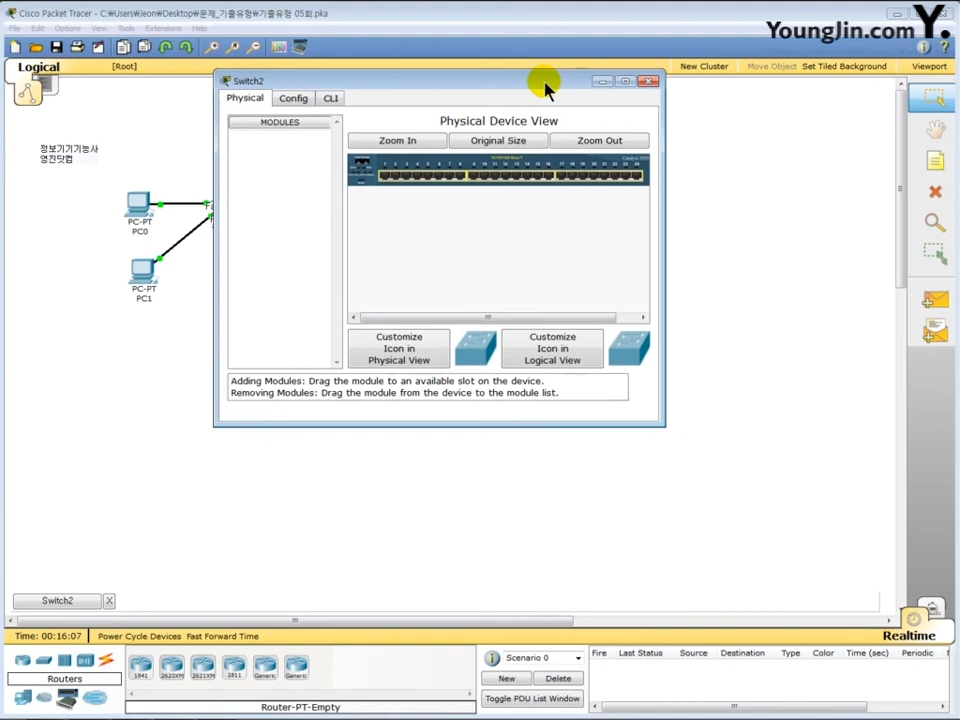 Cisco Packet Tracer - C:\Users\Jeon\Desktop\문제_기출유형\기출유형 05회.pka
File Edit Options View Tools Extensions Help
YoungJin.com Y.
Logical [Root] New Cluster Move Object Set Tiled Background Viewport
Switch2
Physical Config CLI
MODULES
Physical Device View
Zoom In Original Size Zoom Out
정보기기기능사
영진닷컴
PC-PT
PC0
PC-PT
PC1
Customize
Icon in
Physical View
Customize
Icon in
Logical View
Adding Modules: Drag the module to an available slot on the device.
Removing Modules: Drag the module from the device to the module list.
Switch2 X
Time: 00:16:07 Power Cycle Devices Fast Forward Time Realtime
Routers
1841 2620XM 2621XM 2811 Generic Generic
Router-PT-Empty
Scenario 0
New Delete
Toggle PDU List Window
Fire Last Status Source Destination Type Color Time (sec) Periodic